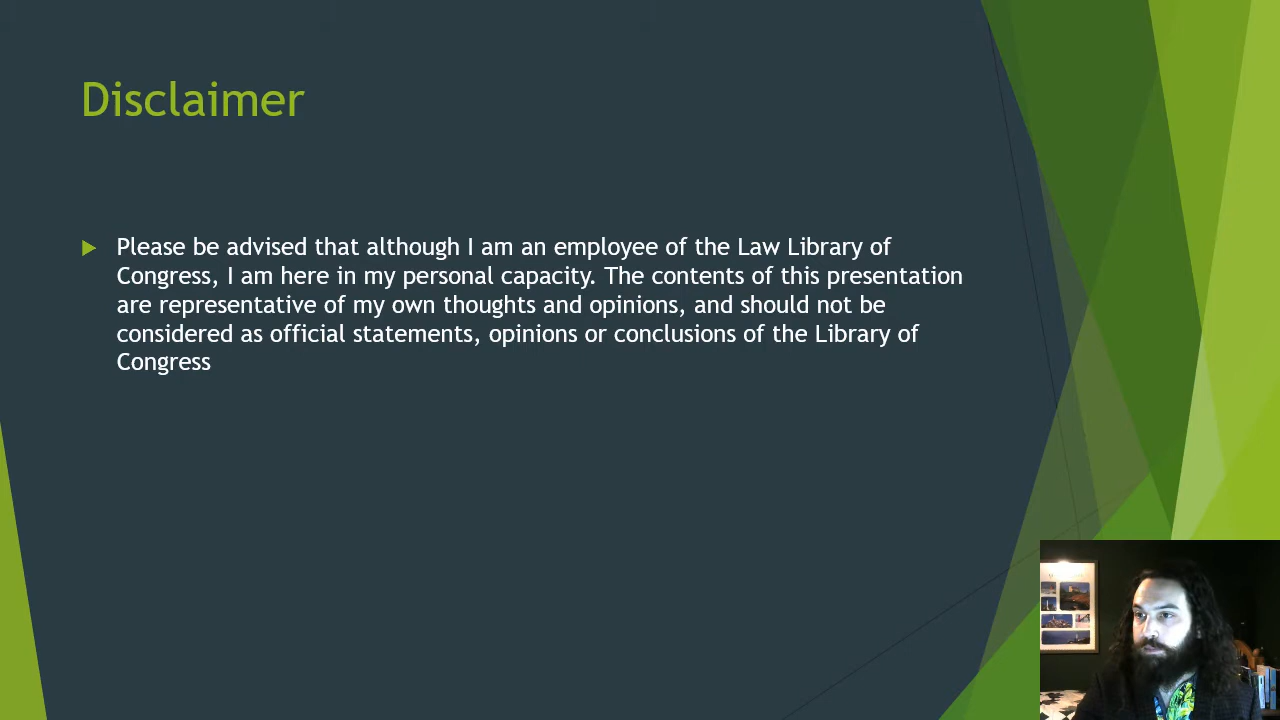 Disclaimer
Please be advised that although I am an employee of the Law Library of
Congress, I am here in my personal capacity. The contents of this presentation
are representative of my own thoughts and opinions, and should not be
considered as official statements, opinions or conclusions of the Library of
Congress